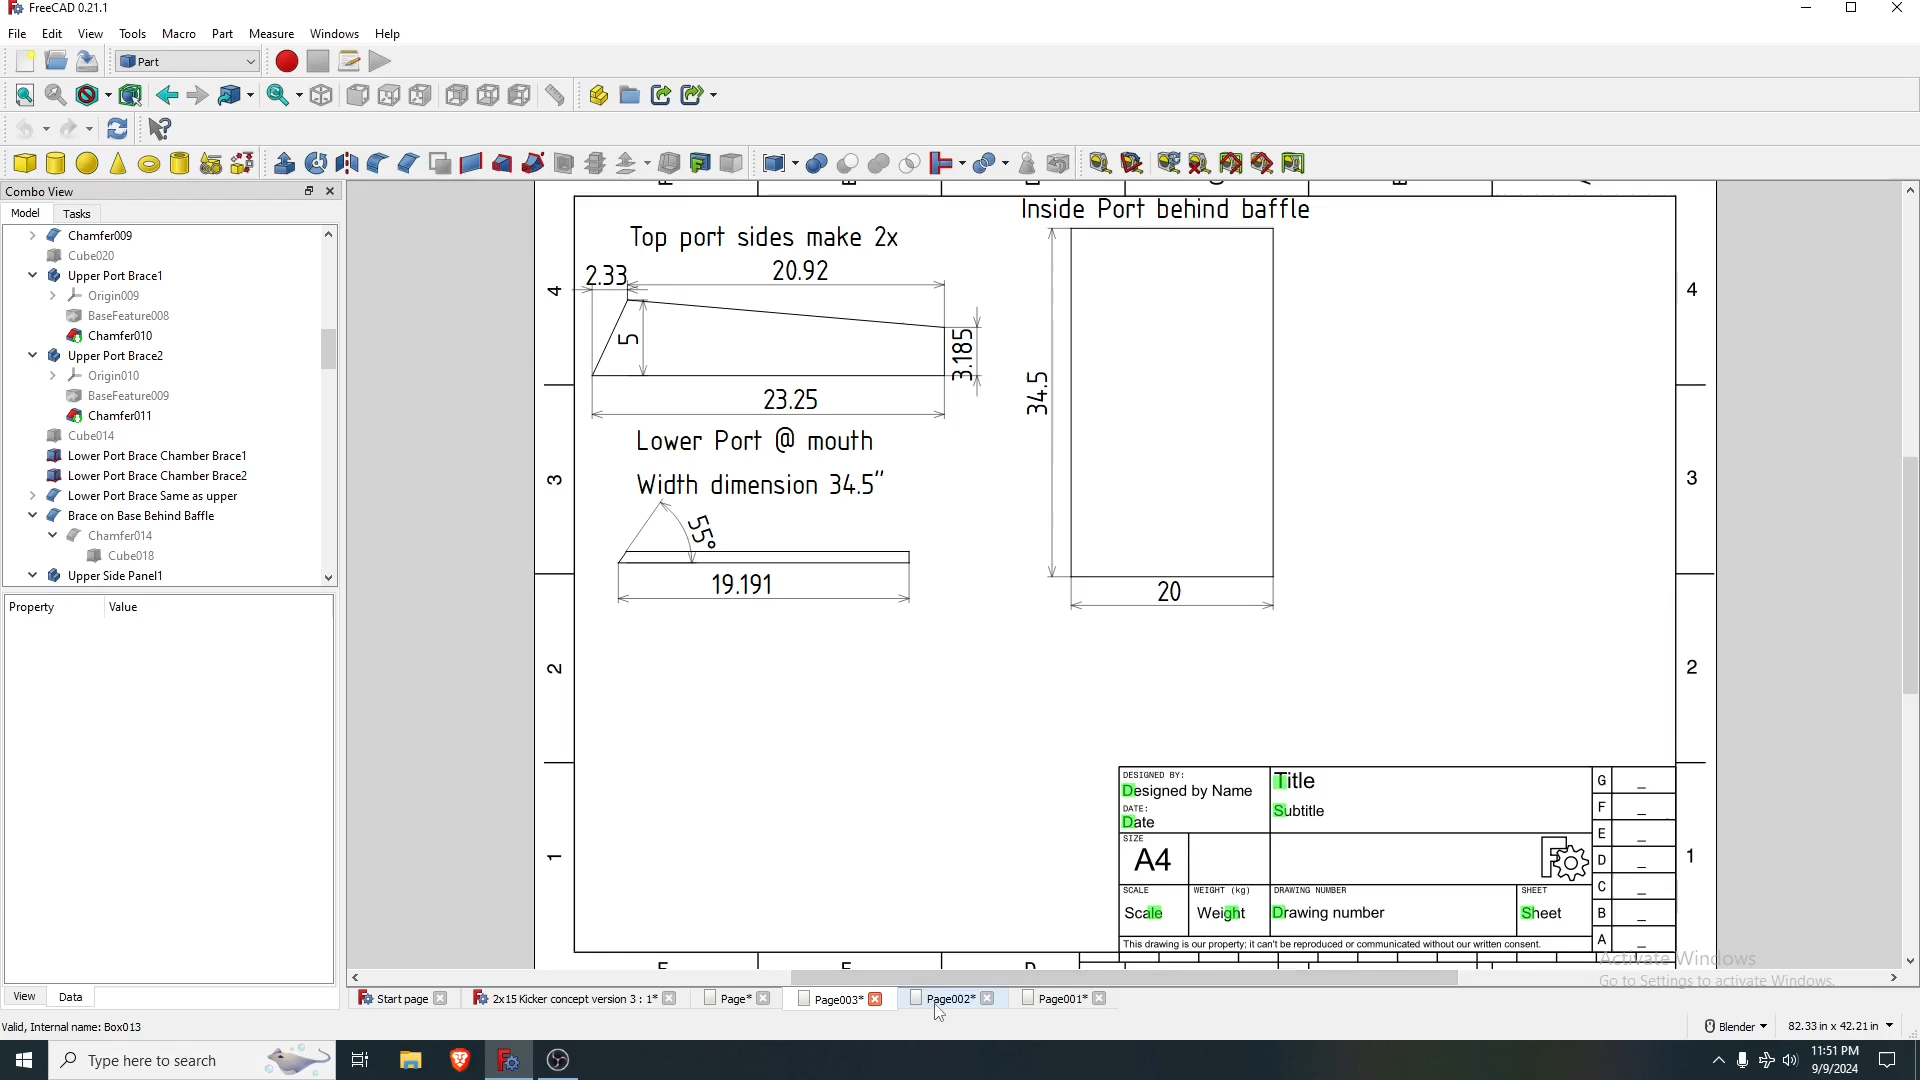 FreeCAD 0.21.1
File Edit View Tools Macro Part Measure Windows Help
Part
Combo View
Model Tasks
Chamfer009
Cube020
Upper Port Brace1
Origin009
BaseFeature008
Chamfer010
Upper Port Brace2
Origin010
BaseFeature009
Chamfer011
Cube014
Lower Port Brace Chamber Brace1
Lower Port Brace Chamber Brace2
Lower Port Brace Same as upper
Brace on Base Behind Baffle
Chamfer014
Cube018
Upper Side Panel1
Property Value
View Data
Inside Port behind baffle
Top port sides make 2x
2.33 20.92
5
3.185
23.25
34.5
20
Lower Port @ mouth
Width dimension 34.5"
55°
19.191
4 4
3 3
2 2
1 1
DESIGNED BY:
Designed by Name
DATE:
Date
Title
Subtitle
SIZE
A4
SCALE WEIGHT (kg) DRAWING NUMBER SHEET
Scale Weight Drawing number Sheet
This drawing is our property; it can't be reproduced or communicated without our written consent.
G _
F _
E _
D _
C _
B _
A _
Activate Windows
Go to Settings to activate Windows.
Start page 2x15 Kicker concept version 3 : 1* Page* Page003* Page002* Page001*
Valid, Internal name: Box013
Blender 82.33 in x 42.21 in
Type here to search
11:51 PM
9/9/2024